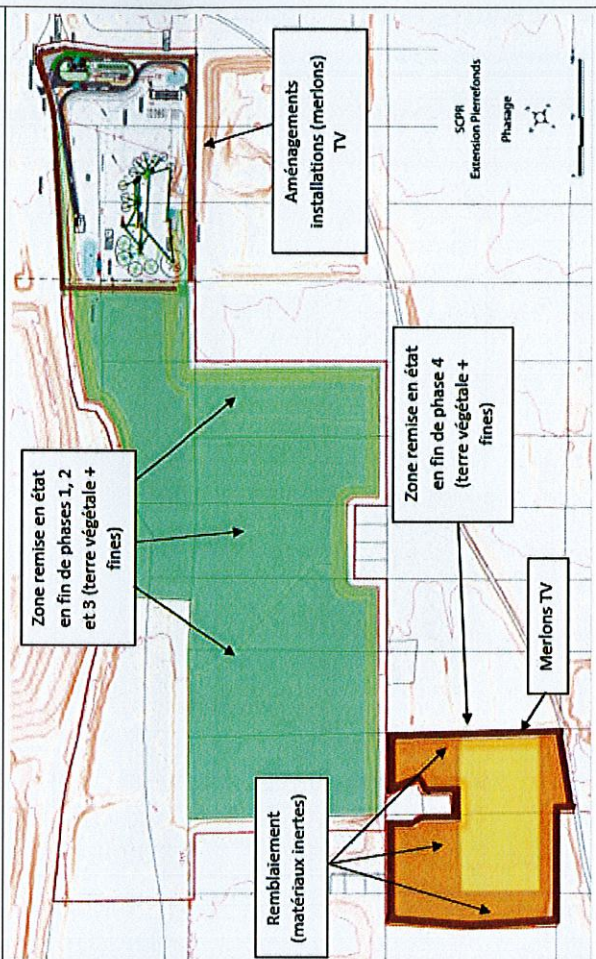 Zone remise en état
en fin de phases 1, 2
et 3 (terre végétale +
fines)
Aménagements
installations (merlons)
TV
SCPR
Extension Pierrefonds
Phasage
Remblaiement
(matériaux inertes)
Zone remise en état
en fin de phase 4
(terre végétale +
fines)
Merlons TV